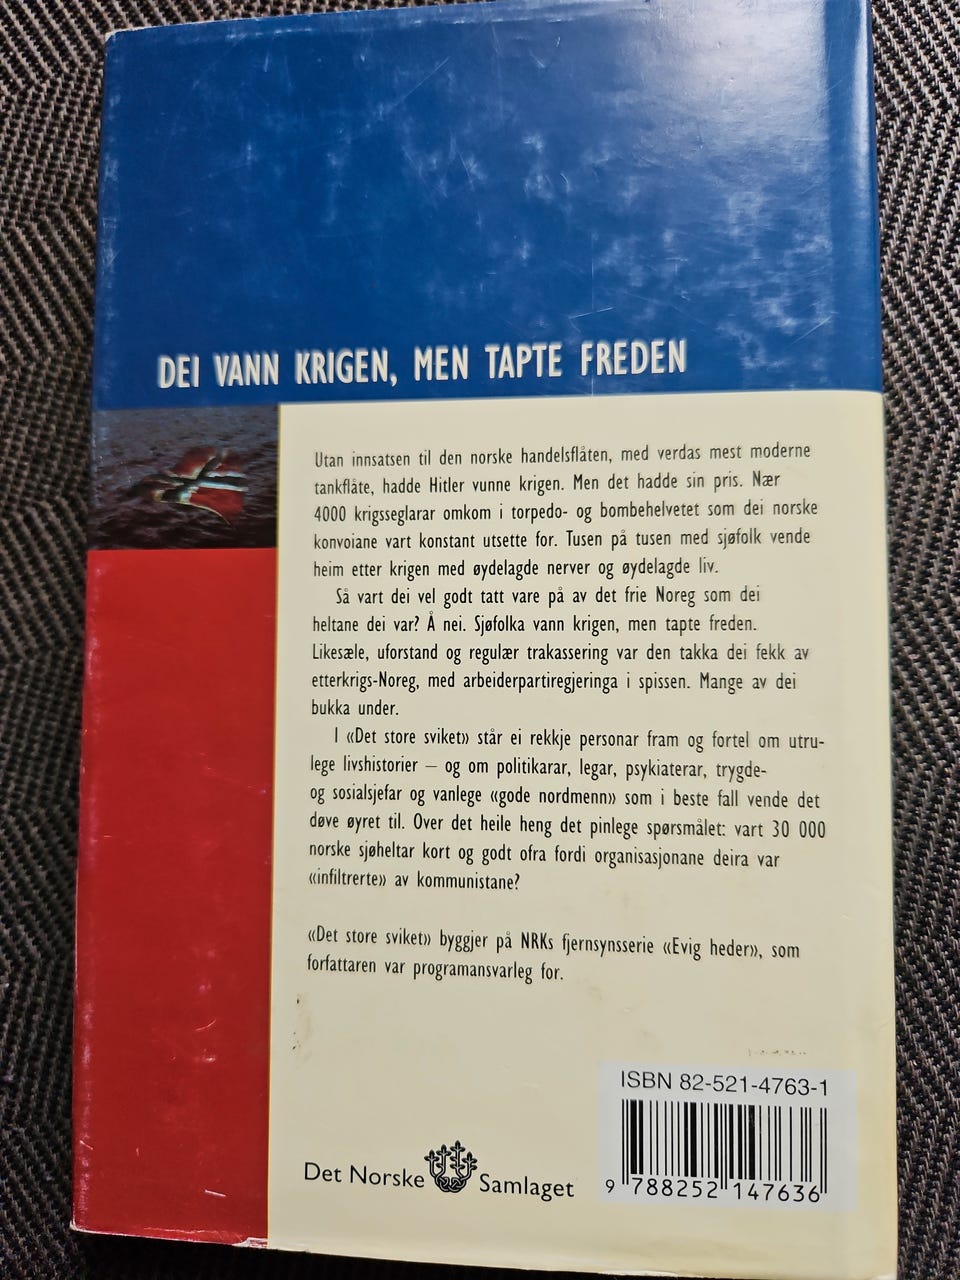 DEI VANN KRIGEN, MEN TAPTE FREDEN
Utan innsatsen til den norske handelsflåten, med verdas mest moderne
tankflåte, hadde Hitler vunne krigen. Men det hadde sin pris. Nær
4000 krigsseglarar omkom i torpedo- og bombehelvetet som dei norske
konvoiane vart konstant utsette for. Tusen på tusen med sjøfolk vende
heim etter krigen med øydelagde nerver og øydelagde liv.
Så vart dei vel godt tatt vare på av det frie Noreg som dei
heltane dei var? Å nei. Sjøfolka vann krigen, men tapte freden.
Likesæle, uforstand og regulær trakassering var den takka dei fekk av
etterkrigs-Noreg, med arbeiderpartiregjeringa i spissen. Mange av dei
bukka under.
I «Det store sviket» står ei rekkje personar fram og fortel om utru-
lege livshistorier – og om politikarar, legar, psykiaterar, trygde-
og sosialsjefar og vanlege «gode nordmenn» som i beste fall vende det
døve øyret til. Over det heile heng det pinlege spørsmålet: vart 30 000
norske sjøheltar kort og godt ofra fordi organisasjonane deira var
«infiltrerte» av kommunistane?
«Det store sviket» byggjer på NRKs fjernsynsserie «Evig heder», som
forfattaren var programansvarleg for.
ISBN 82-521-4763-1
9 788252 147636
Det Norske Samlaget